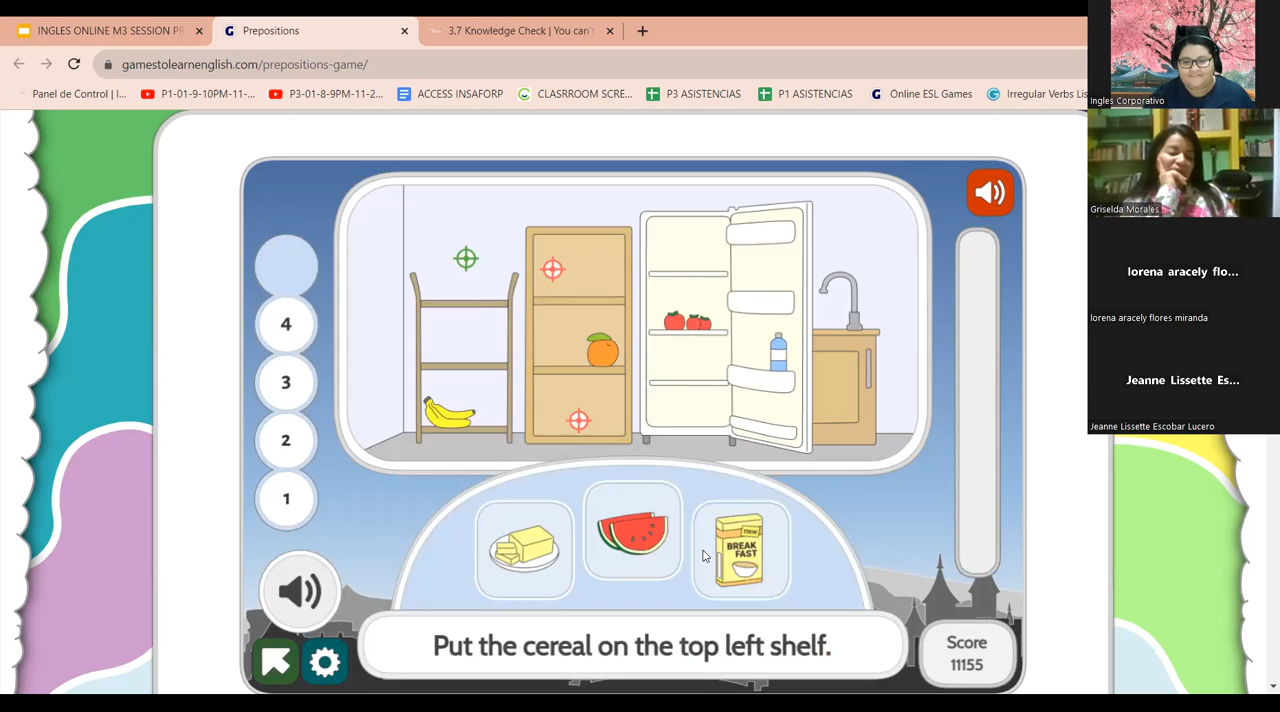 INGLES ONLINE M3 SESSION PR
Prepositions
3.7 Knowledge Check | You can't
gamestolearnenglish.com/prepositions-game/
Panel de Control | I...
P1-01-9-10PM-11-...
P3-01-8-9PM-11-2...
ACCESS INSAFORP
CLASRROOM SCRE...
P3 ASISTENCIAS
P1 ASISTENCIAS
Online ESL Games
Irregular Verbs Lis
Ingles Corporativo
Griselda Morales
lorena aracely flo...
lorena aracely flores miranda
Jeanne Lissette Es...
Jeanne Lissette Escobar Lucero
4
3
2
1
new
BREAK
FAST
Put the cereal on the top left shelf.
Score
11155